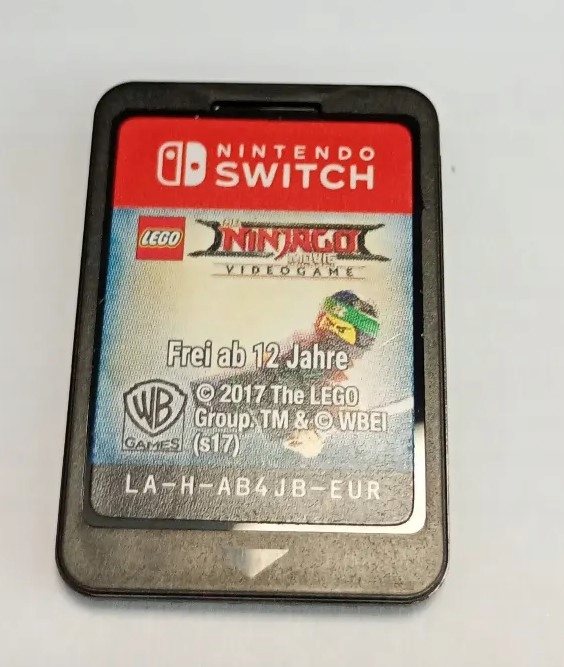 NINTENDO
SWITCH
LEGO
THE
NINJAGO
MOVIE
VIDEOGAME
Frei ab 12 Jahre
WB
GAMES
© 2017 The LEGO
Group. TM & © WBEI
(s17)
LA-H-AB4JB-EUR